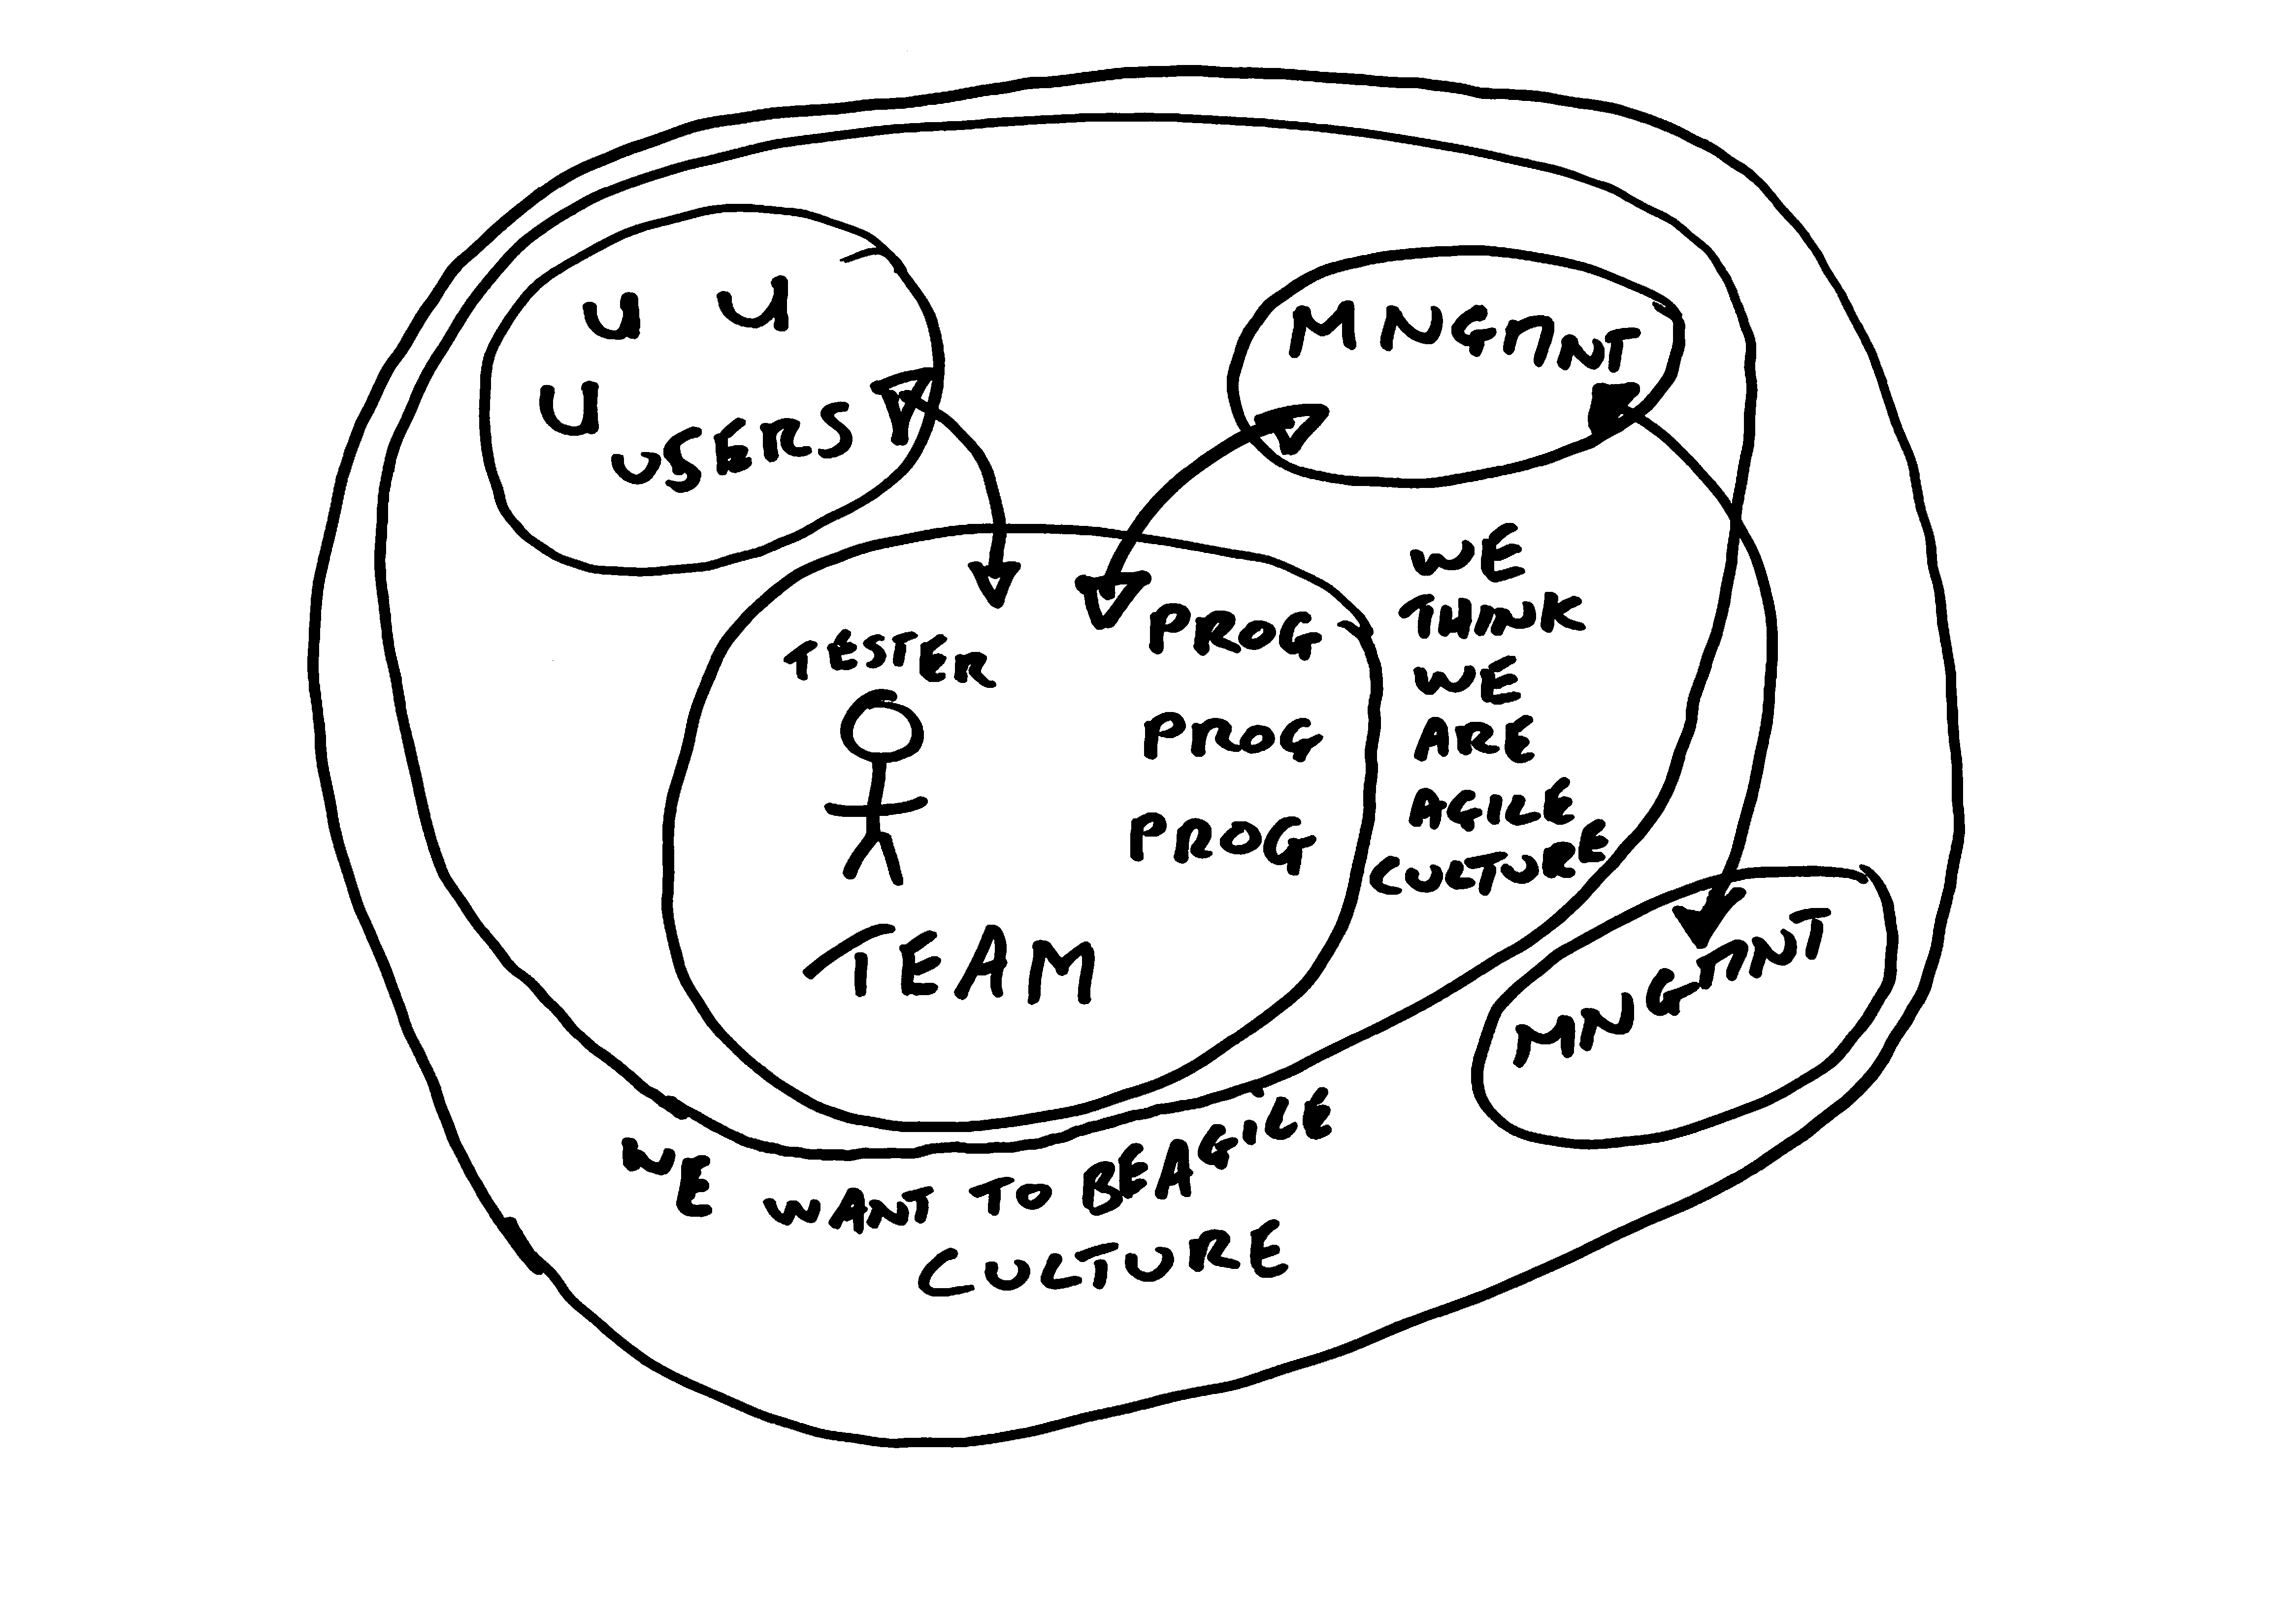 U U
U
USERS
MNGMNT
TESTER
PROG
PROG
PROG
TEAM
WE
THINK
WE
ARE
AGILE
CULTURE
MNGMNT
WE WANT TO BE AGILE
CULTURE